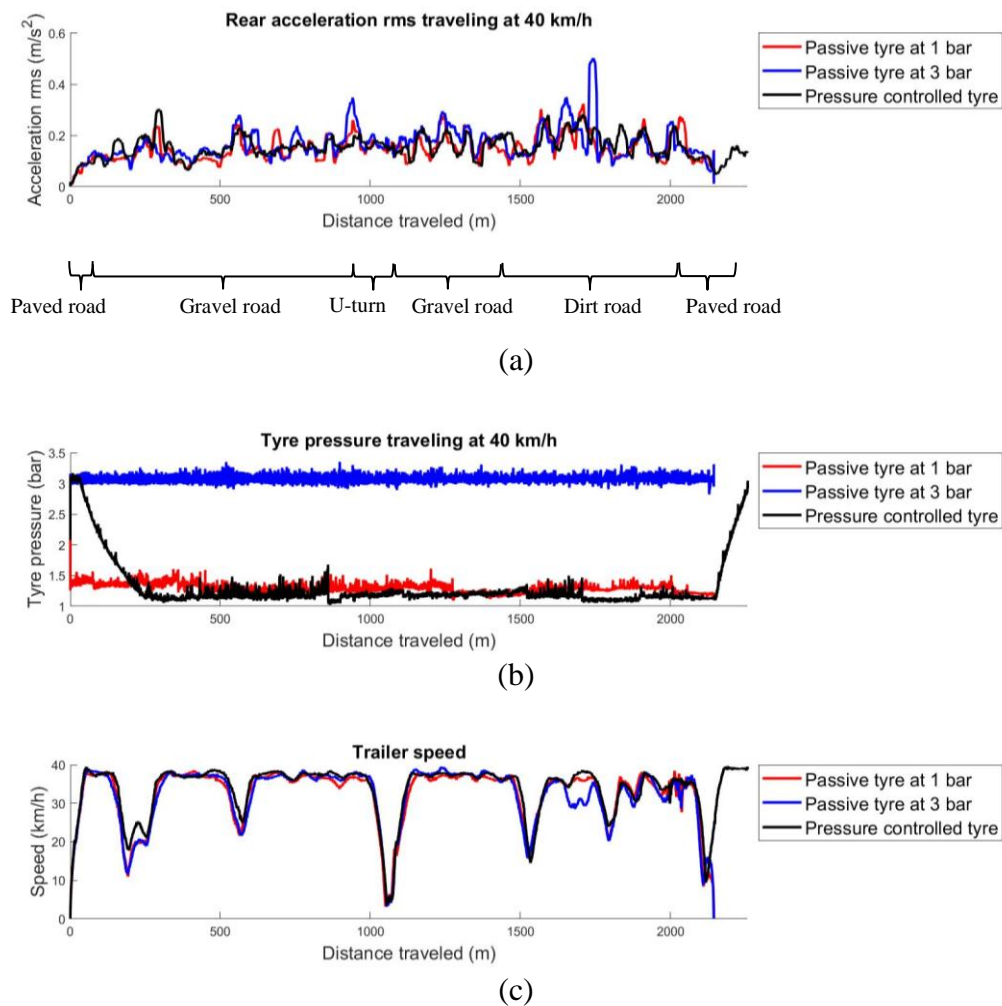 Rear acceleration rms traveling at 40 km/h
Acceleration rms (m/s²)
0.6
0.4
0.2
0
0 500 1000 1500 2000
Distance traveled (m)
Passive tyre at 1 bar
Passive tyre at 3 bar
Pressure controlled tyre
Paved road Gravel road U-turn Gravel road Dirt road Paved road
(a)
Tyre pressure traveling at 40 km/h
Tyre pressure (bar)
3.5
3
2.5
2
1.5
1
0 500 1000 1500 2000
Distance traveled (m)
Passive tyre at 1 bar
Passive tyre at 3 bar
Pressure controlled tyre
(b)
Trailer speed
Speed (km/h)
40
30
20
10
0
0 500 1000 1500 2000
Distance traveled (m)
Passive tyre at 1 bar
Passive tyre at 3 bar
Pressure controlled tyre
(c)